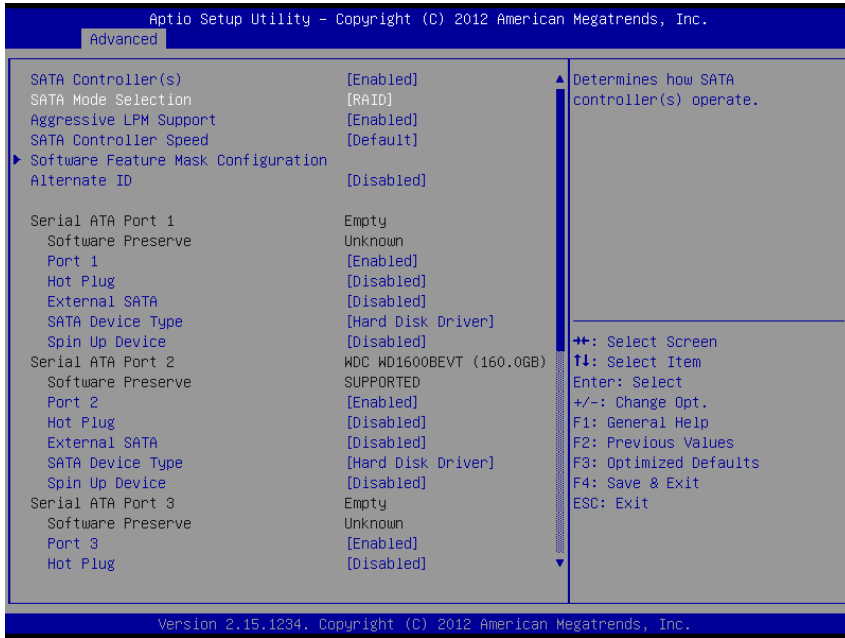 Aptio Setup Utility – Copyright (C) 2012 American Megatrends, Inc.
Advanced
SATA Controller(s) [Enabled]
SATA Mode Selection [RAID]
Aggressive LPM Support [Enabled]
SATA Controller Speed [Default]
Software Feature Mask Configuration
Alternate ID [Disabled]
Serial ATA Port 1 Empty
Software Preserve Unknown
Port 1 [Enabled]
Hot Plug [Disabled]
External SATA [Disabled]
SATA Device Type [Hard Disk Driver]
Spin Up Device [Disabled]
Serial ATA Port 2 WDC WD1600BEVT (160.0GB)
Software Preserve SUPPORTED
Port 2 [Enabled]
Hot Plug [Disabled]
External SATA [Disabled]
SATA Device Type [Hard Disk Driver]
Spin Up Device [Disabled]
Serial ATA Port 3 Empty
Software Preserve Unknown
Port 3 [Enabled]
Hot Plug [Disabled]
Determines how SATA
controller(s) operate.
→←: Select Screen
↑↓: Select Item
Enter: Select
+/-: Change Opt.
F1: General Help
F2: Previous Values
F3: Optimized Defaults
F4: Save & Exit
ESC: Exit
Version 2.15.1234. Copyright (C) 2012 American Megatrends, Inc.